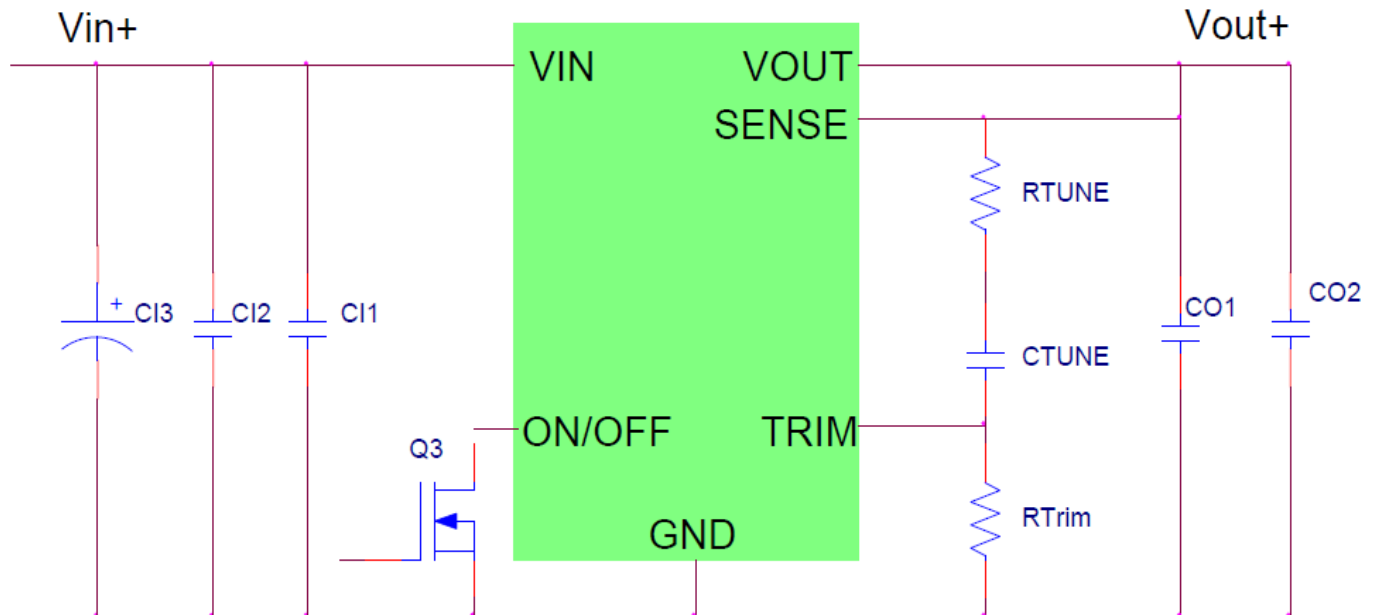 Vin+
Vout+
VIN
VOUT
SENSE
RTUNE
+
CI3
CI2
CI1
CO1
CO2
CTUNE
ON/OFF
TRIM
Q3
RTrim
GND